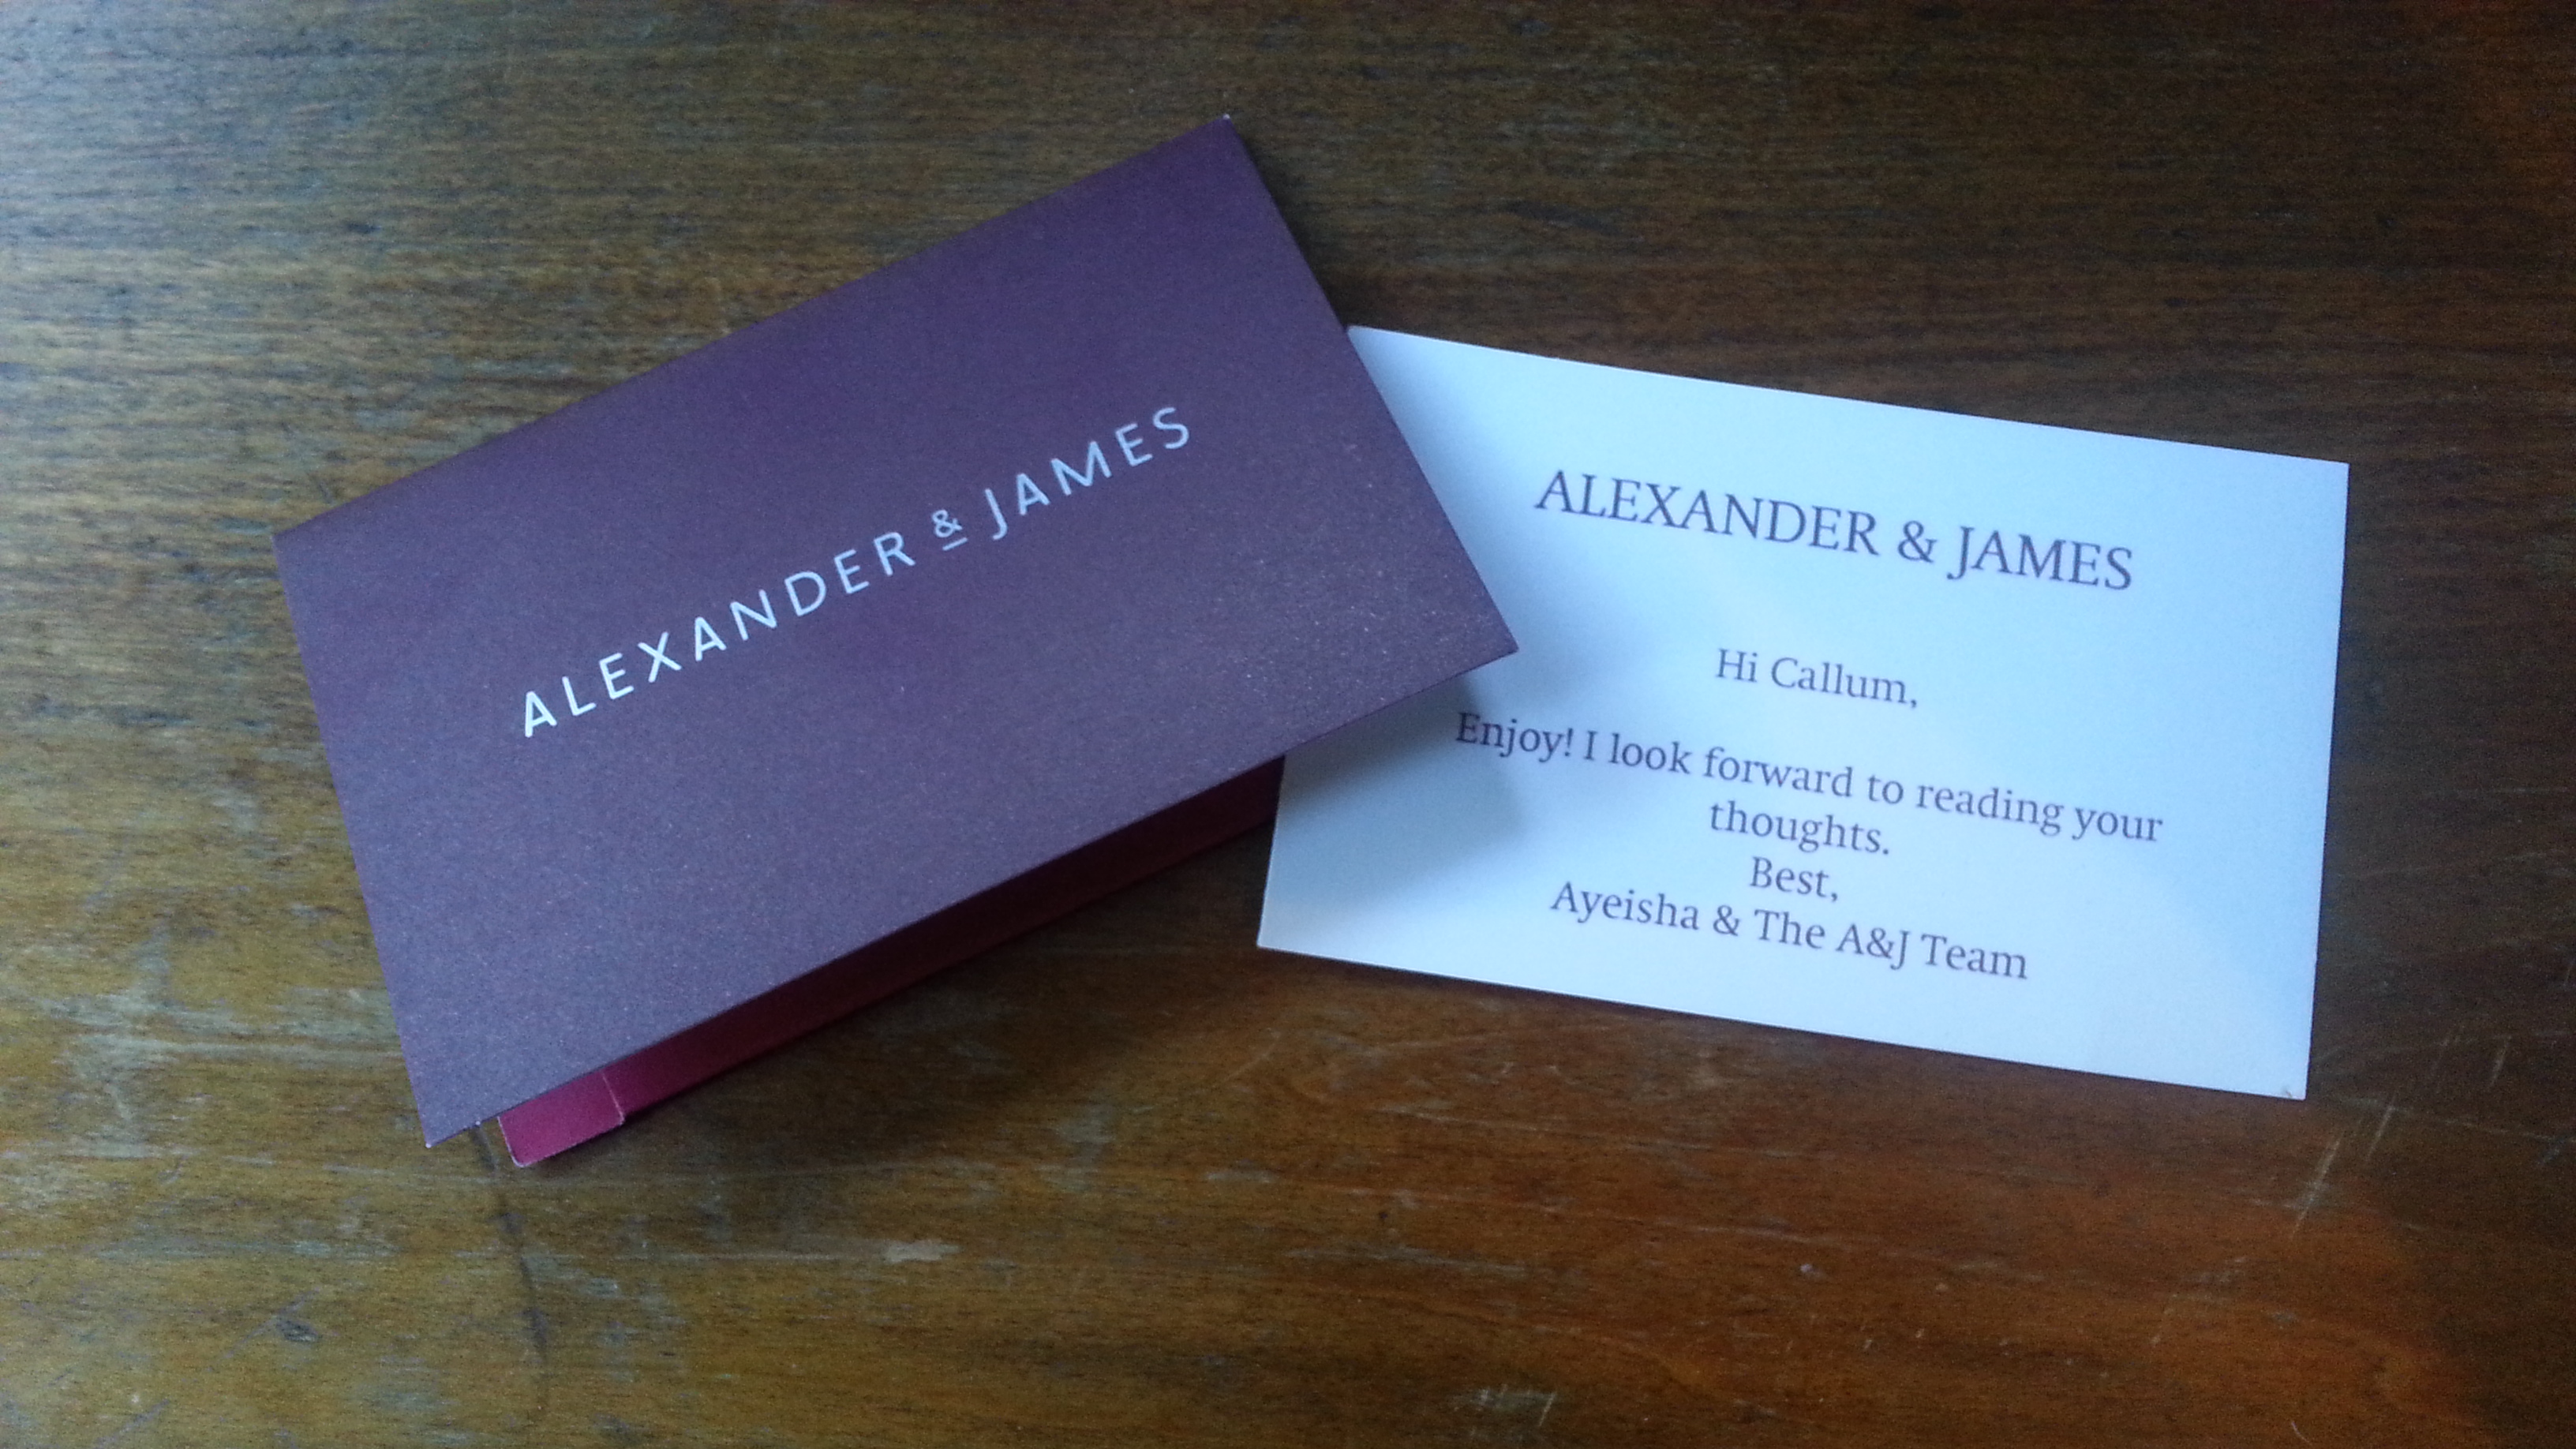 ALEXANDER & JAMES
ALEXANDER & JAMES
Hi Callum,
Enjoy! I look forward to reading your
thoughts.
Best,
Ayeisha & The A&J Team